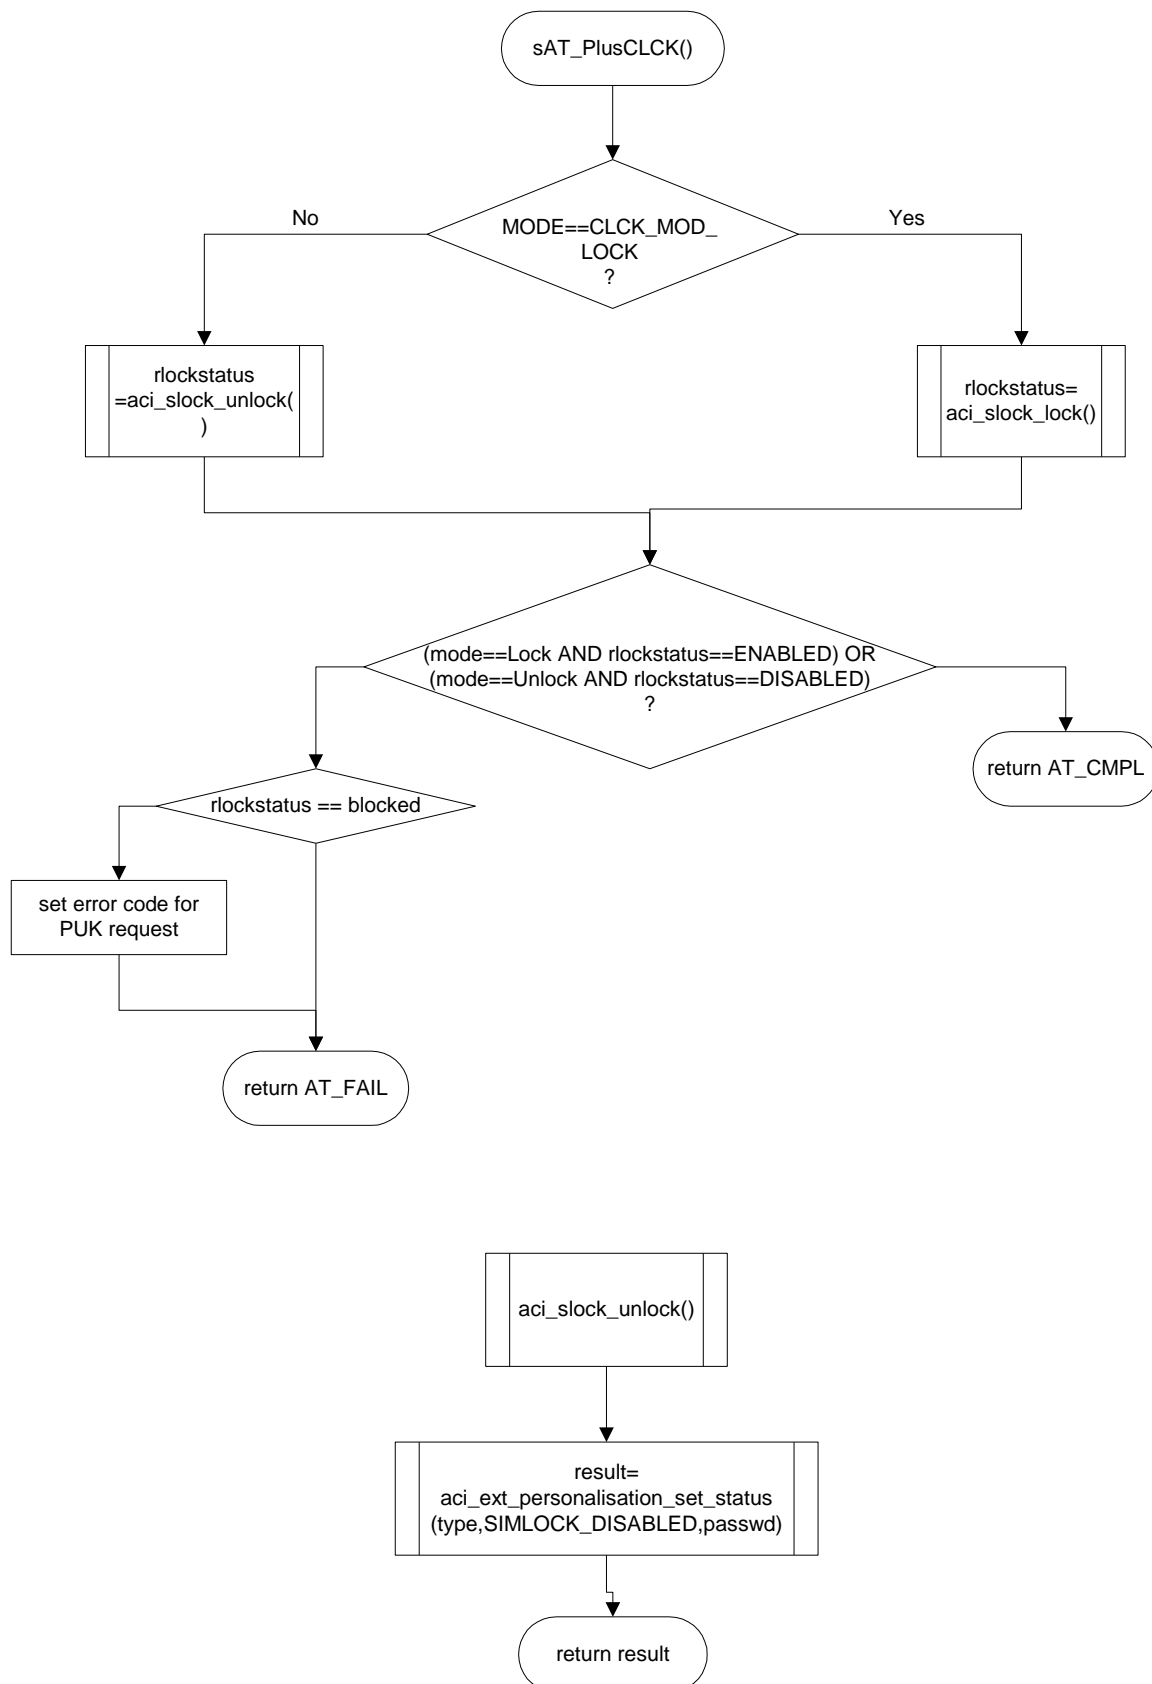 sAT_PlusCLCK()
No
Yes
MODE==CLCK_MOD_
LOCK
?
rlockstatus
=aci_slock_unlock(
)
rlockstatus=
aci_slock_lock()
(mode==Lock AND rlockstatus==ENABLED) OR
(mode==Unlock AND rlockstatus==DISABLED)
?
return AT_CMPL
rlockstatus == blocked
set error code for
PUK request
return AT_FAIL
aci_slock_unlock()
result=
aci_ext_personalisation_set_status
(type,SIMLOCK_DISABLED,passwd)
return result